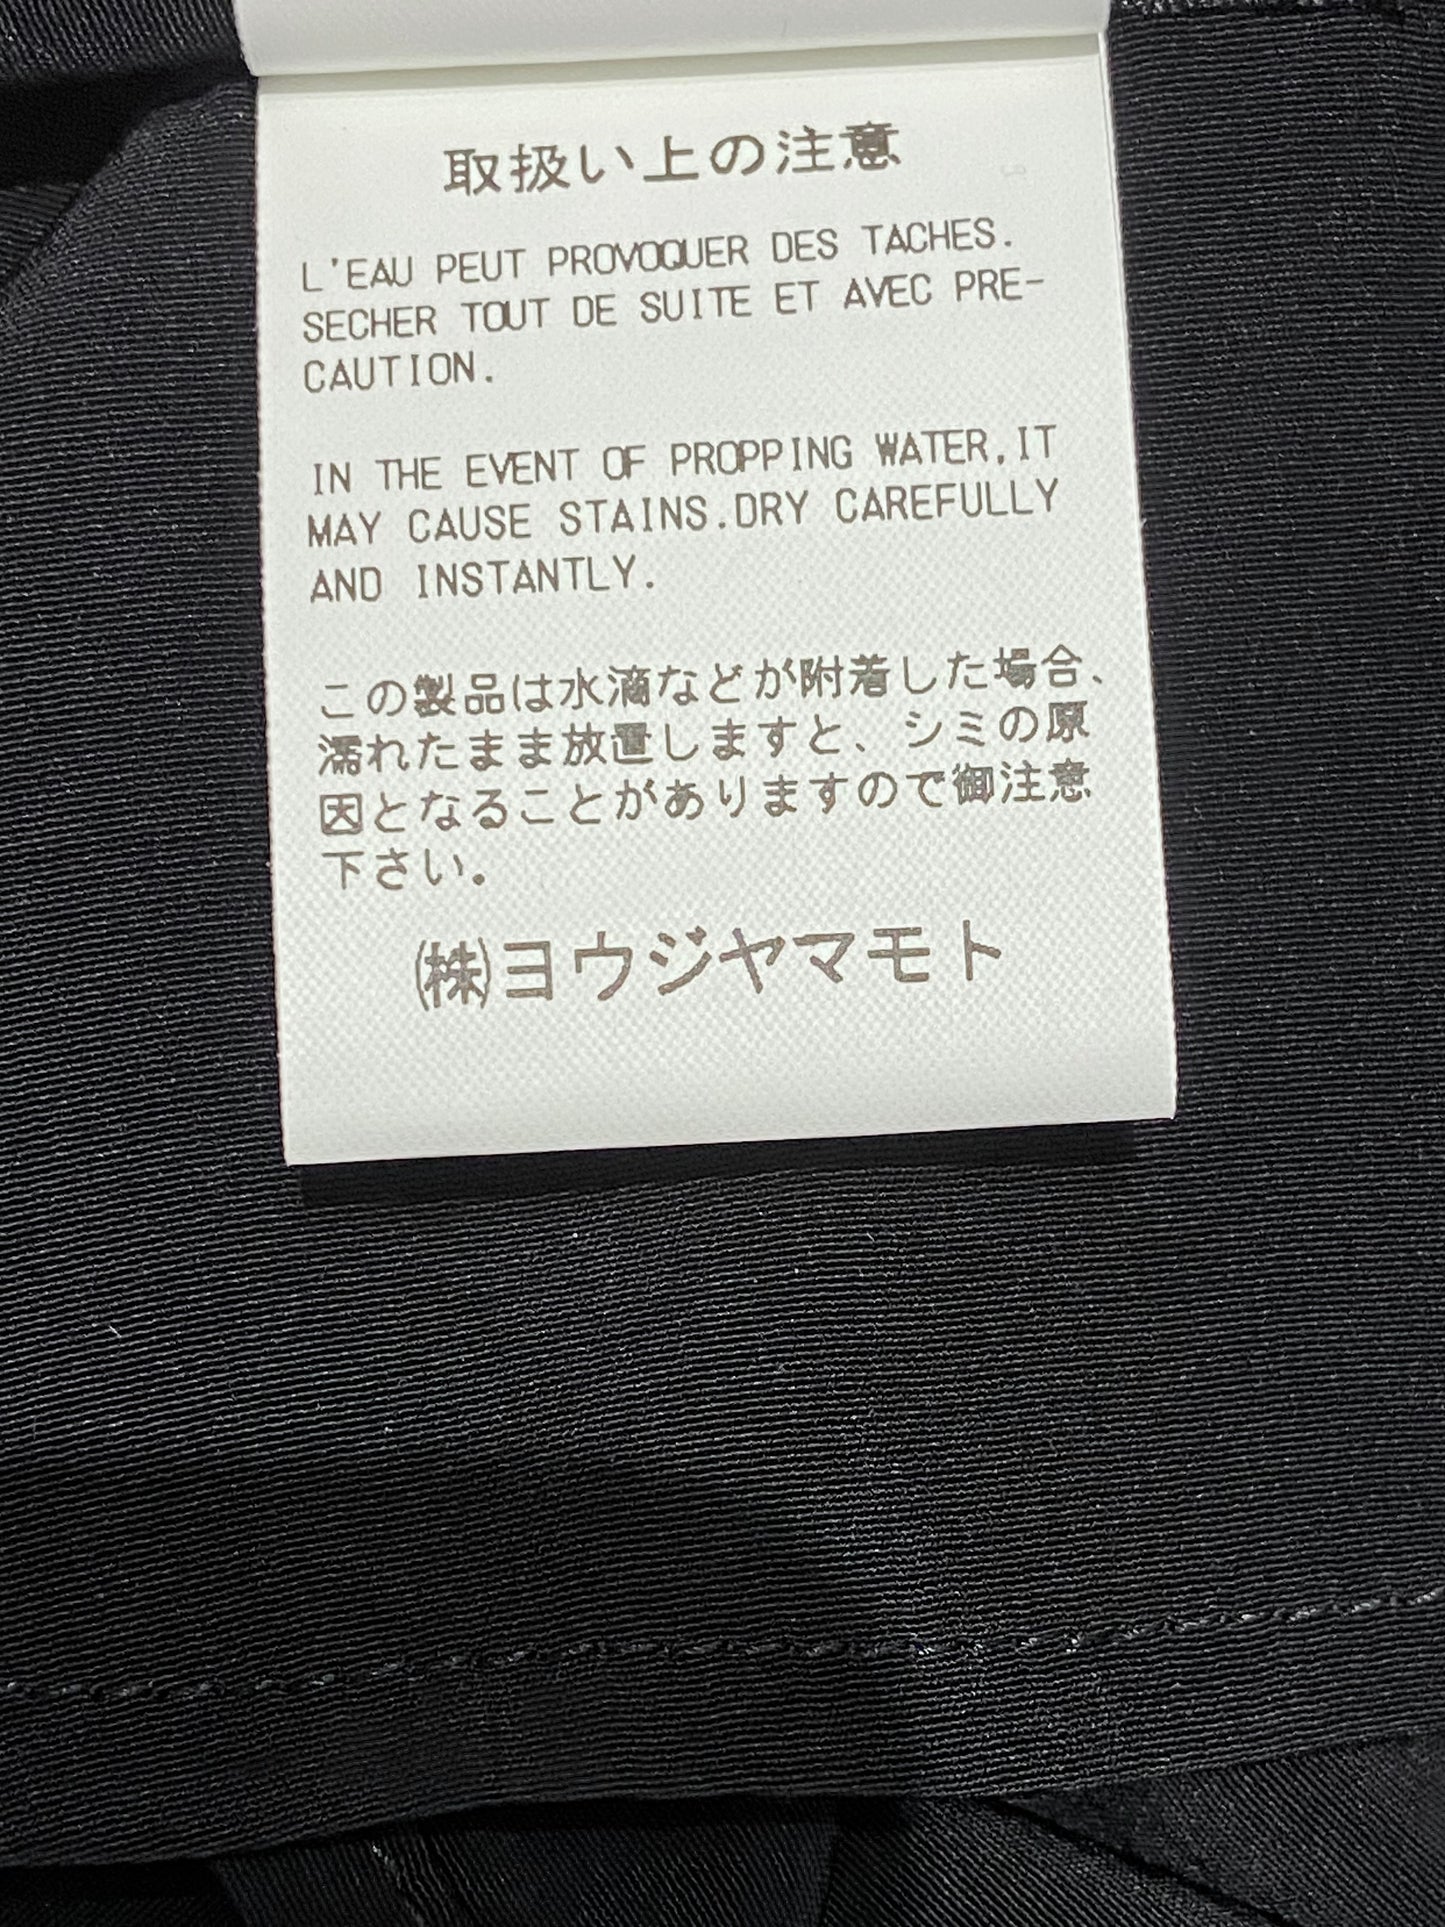 取扱い上の注意
L'EAU PEUT PROVOQUER DES TACHES.
SECHER TOUT DE SUITE ET AVEC PRE-
CAUTION.
IN THE EVENT OF PROPPING WATER,IT
MAY CAUSE STAINS.DRY CAREFULLY
AND INSTANTLY.
この製品は水滴などが附着した場合、
濡れたまま放置しますと、シミの原
因となることがありますので御注意
下さい。
㈱ヨウジヤマモト